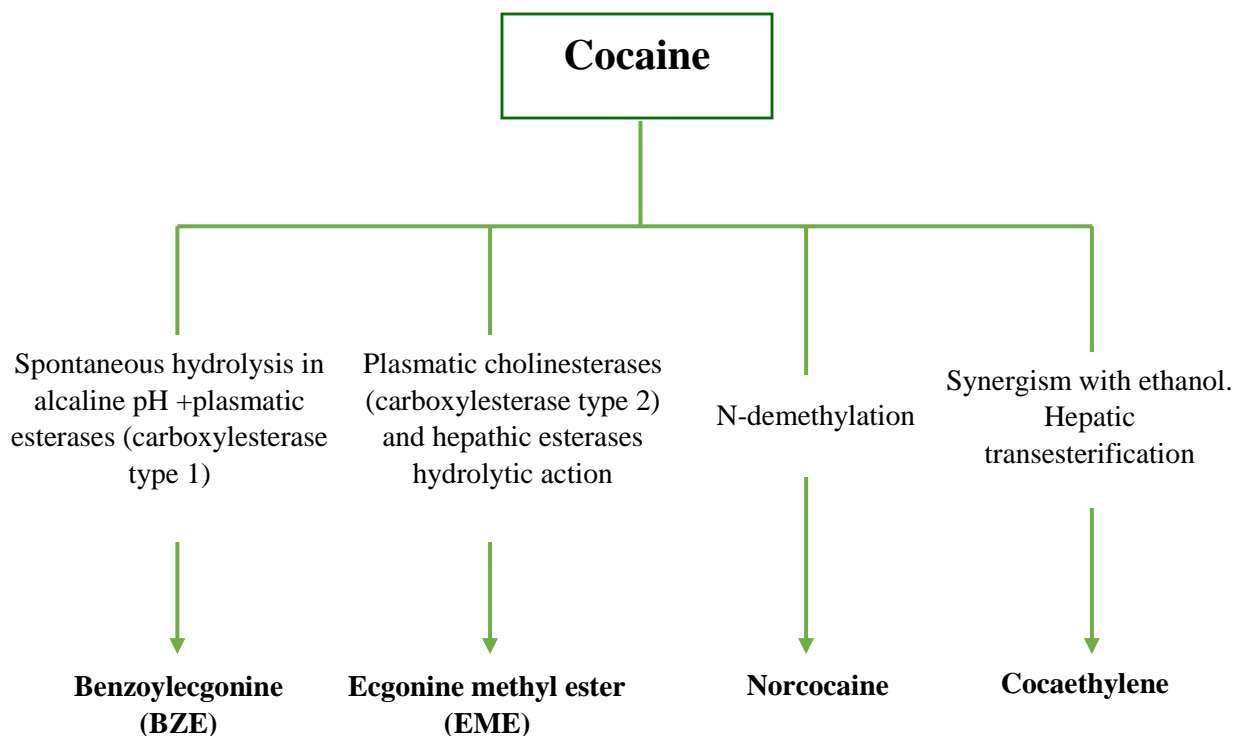 Cocaine
Spontaneous hydrolysis in
alcaline pH +plasmatic
esterases (carboxylesterase
type 1)
Plasmatic cholinesterases
(carboxylesterase type 2)
and hepathic esterases
hydrolytic action
N-demethylation
Synergism with ethanol.
Hepatic
transesterification
Benzoylecgonine
(BZE)
Ecgonine methyl ester
(EME)
Norcocaine
Cocaethylene